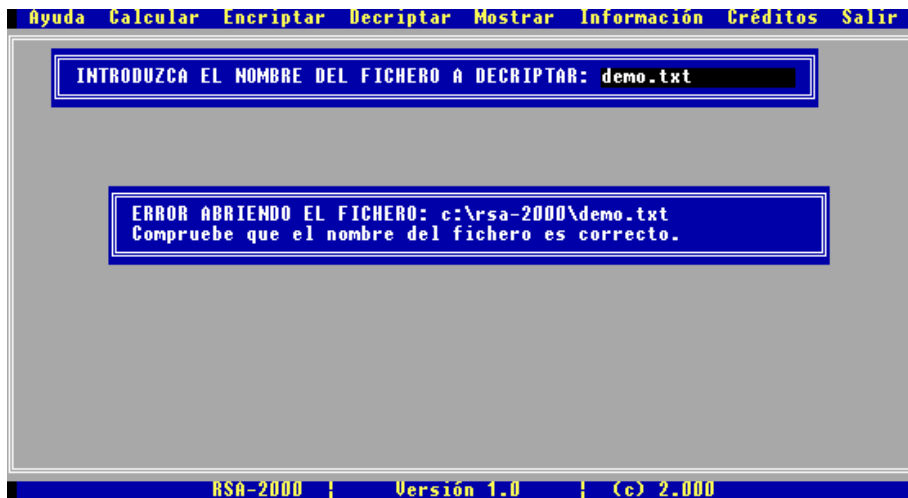 Ayuda Calcular Encriptar Decriptar Mostrar Información Créditos Salir
INTRODUZCA EL NOMBRE DEL FICHERO A DECRIPTAR: demo.txt
ERROR ABRIENDO EL FICHERO: c:\rsa-2000\demo.txt
Compruebe que el nombre del fichero es correcto.
RSA-2000 ¦ Versión 1.0 ¦ (c) 2.000